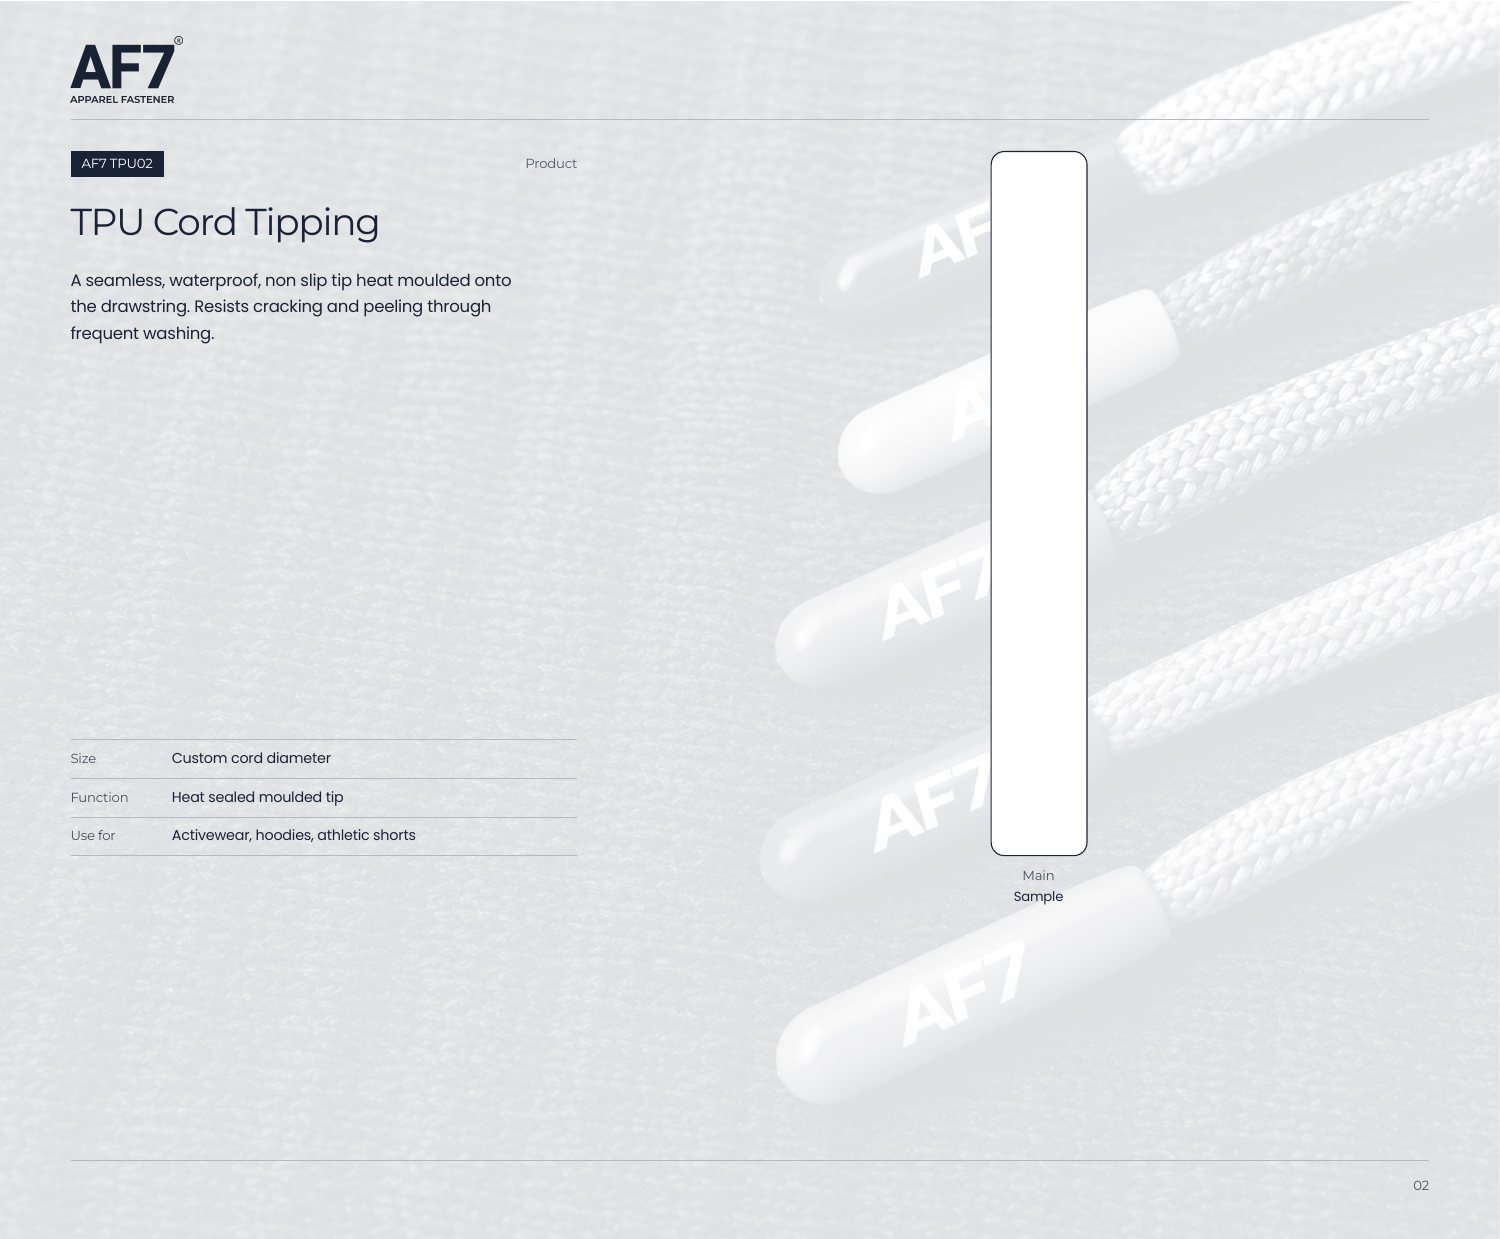 AF7®
APPAREL FASTENER
AF7 TPU02
Product
TPU Cord Tipping
A seamless, waterproof, non slip tip heat moulded onto
the drawstring. Resists cracking and peeling through
frequent washing.
Size Custom cord diameter
Function Heat sealed moulded tip
Use for Activewear, hoodies, athletic shorts
AF
A
AF7
AF7
Main
Sample
AF7
02